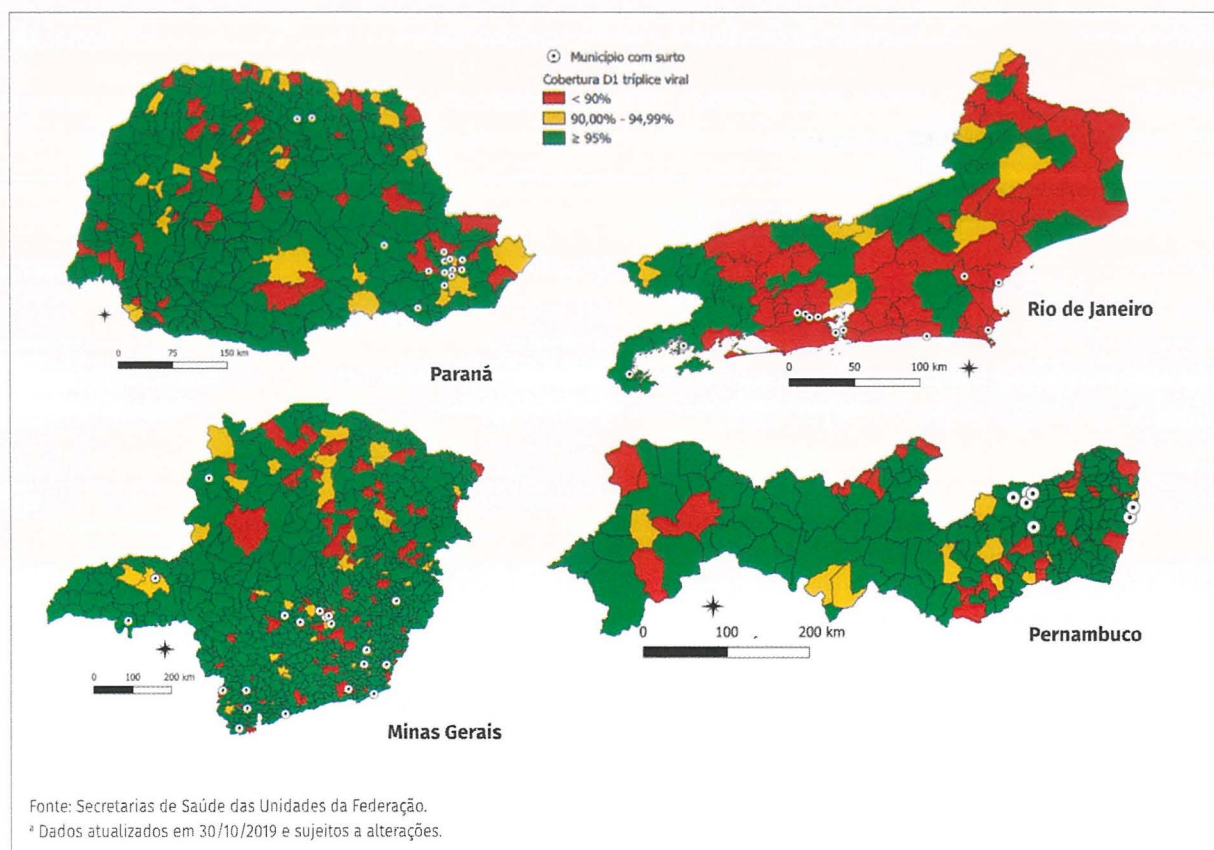 Município com surto
Cobertura D1 tríplice viral
< 90%
90,00% - 94,99%
≥ 95%
0 75 150 km
Paraná
Rio de Janeiro
0 50 100 km
0 100 200 km
Minas Gerais
0 100 200 km
Pernambuco
Fonte: Secretarias de Saúde das Unidades da Federação.
ª Dados atualizados em 30/10/2019 e sujeitos a alterações.